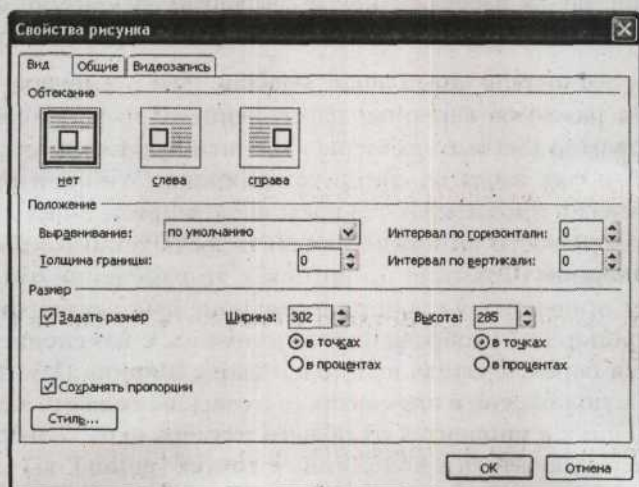 Свойства рисунка
Вид Общие Видеозапись
Обтекание
нет слева справа
Положение
Выравнивание: по умолчанию Интервал по горизонтали: 0
Толщина границы: 0 Интервал по вертикали: 0
Размер
Задать размер Ширина: 302 Высота: 285
в точках в точках
в процентах в процентах
Сохранять пропорции
Стиль...
ОК Отмена